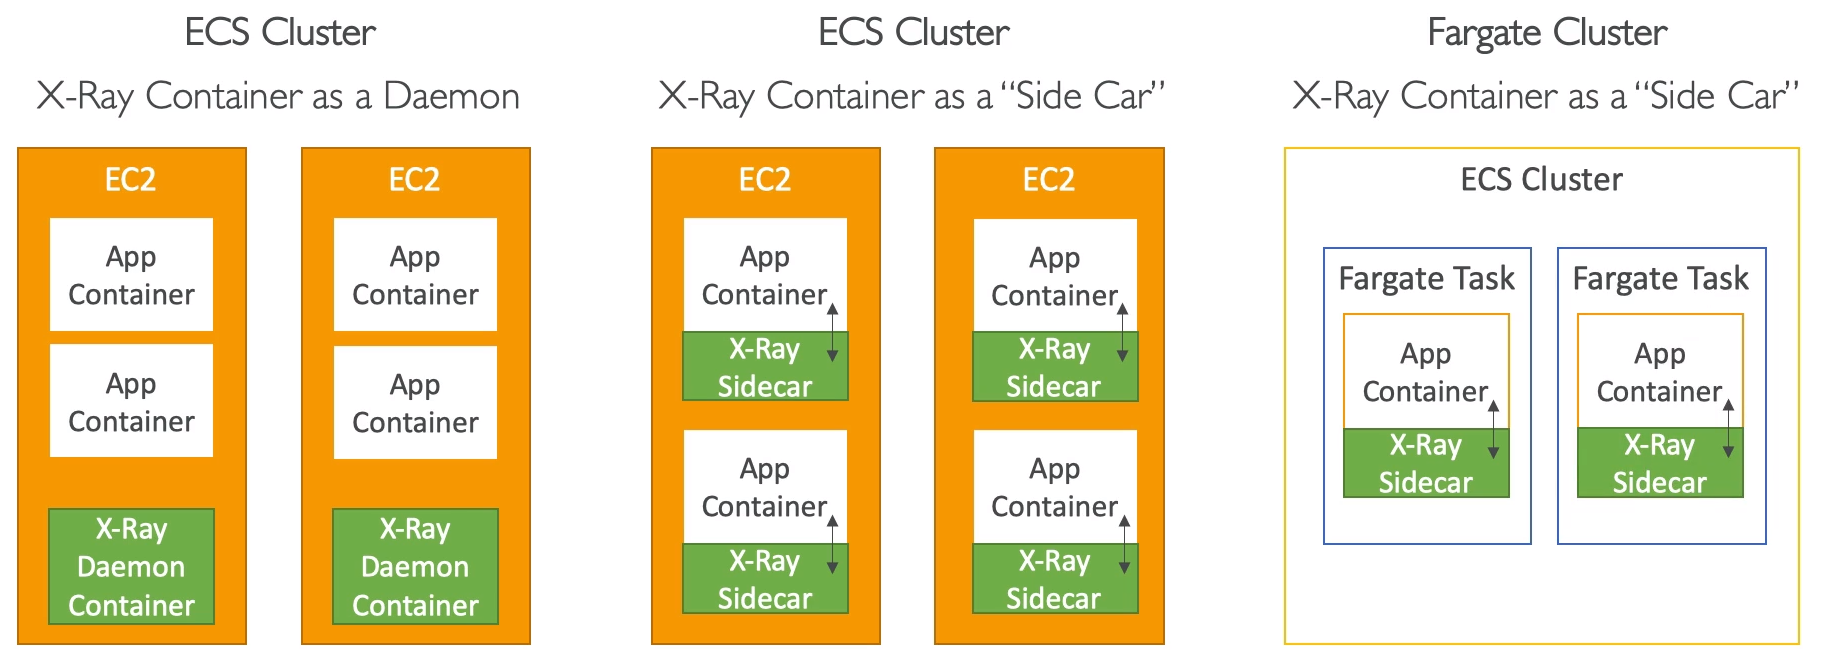 ECS Cluster
X-Ray Container as a Daemon
EC2
App
Container
App
Container
X-Ray
Daemon
Container
EC2
App
Container
App
Container
X-Ray
Daemon
Container
ECS Cluster
X-Ray Container as a “Side Car”
EC2
App
Container
X-Ray
Sidecar
App
Container
X-Ray
Sidecar
EC2
App
Container
X-Ray
Sidecar
App
Container
X-Ray
Sidecar
Fargate Cluster
X-Ray Container as a “Side Car”
ECS Cluster
Fargate Task
App
Container
X-Ray
Sidecar
Fargate Task
App
Container
X-Ray
Sidecar